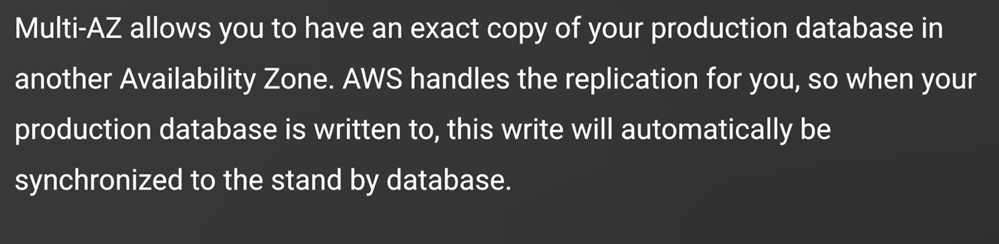 Multi-AZ allows you to have an exact copy of your production database in
another Availability Zone. AWS handles the replication for you, so when your
production database is written to, this write will automatically be
synchronized to the stand by database.